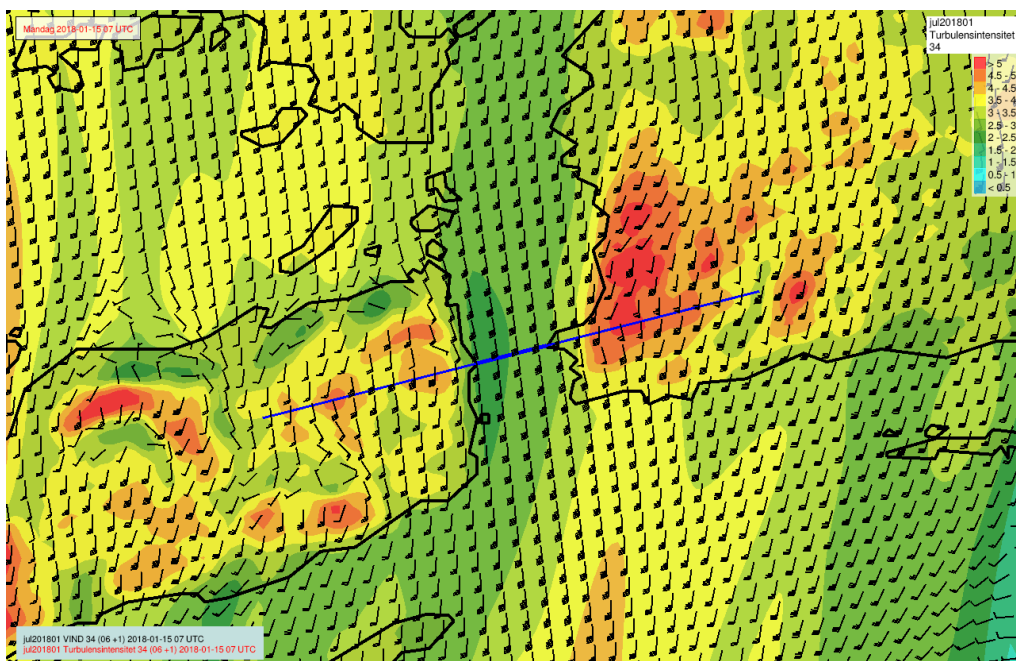 Mandag 2018-01-15 07 UTC
jul201801
Turbulensintensitet
34
> 5
4.5 - 5
4 - 4.5
3.5 - 4
3 - 3.5
2.5 - 3
2 - 2.5
1.5 - 2
1 - 1.5
0.5 - 1
< 0.5
jul201801 VIND 34 (06 +1) 2018-01-15 07 UTC
jul201801 Turbulensintensitet 34 (06 +1) 2018-01-15 07 UTC